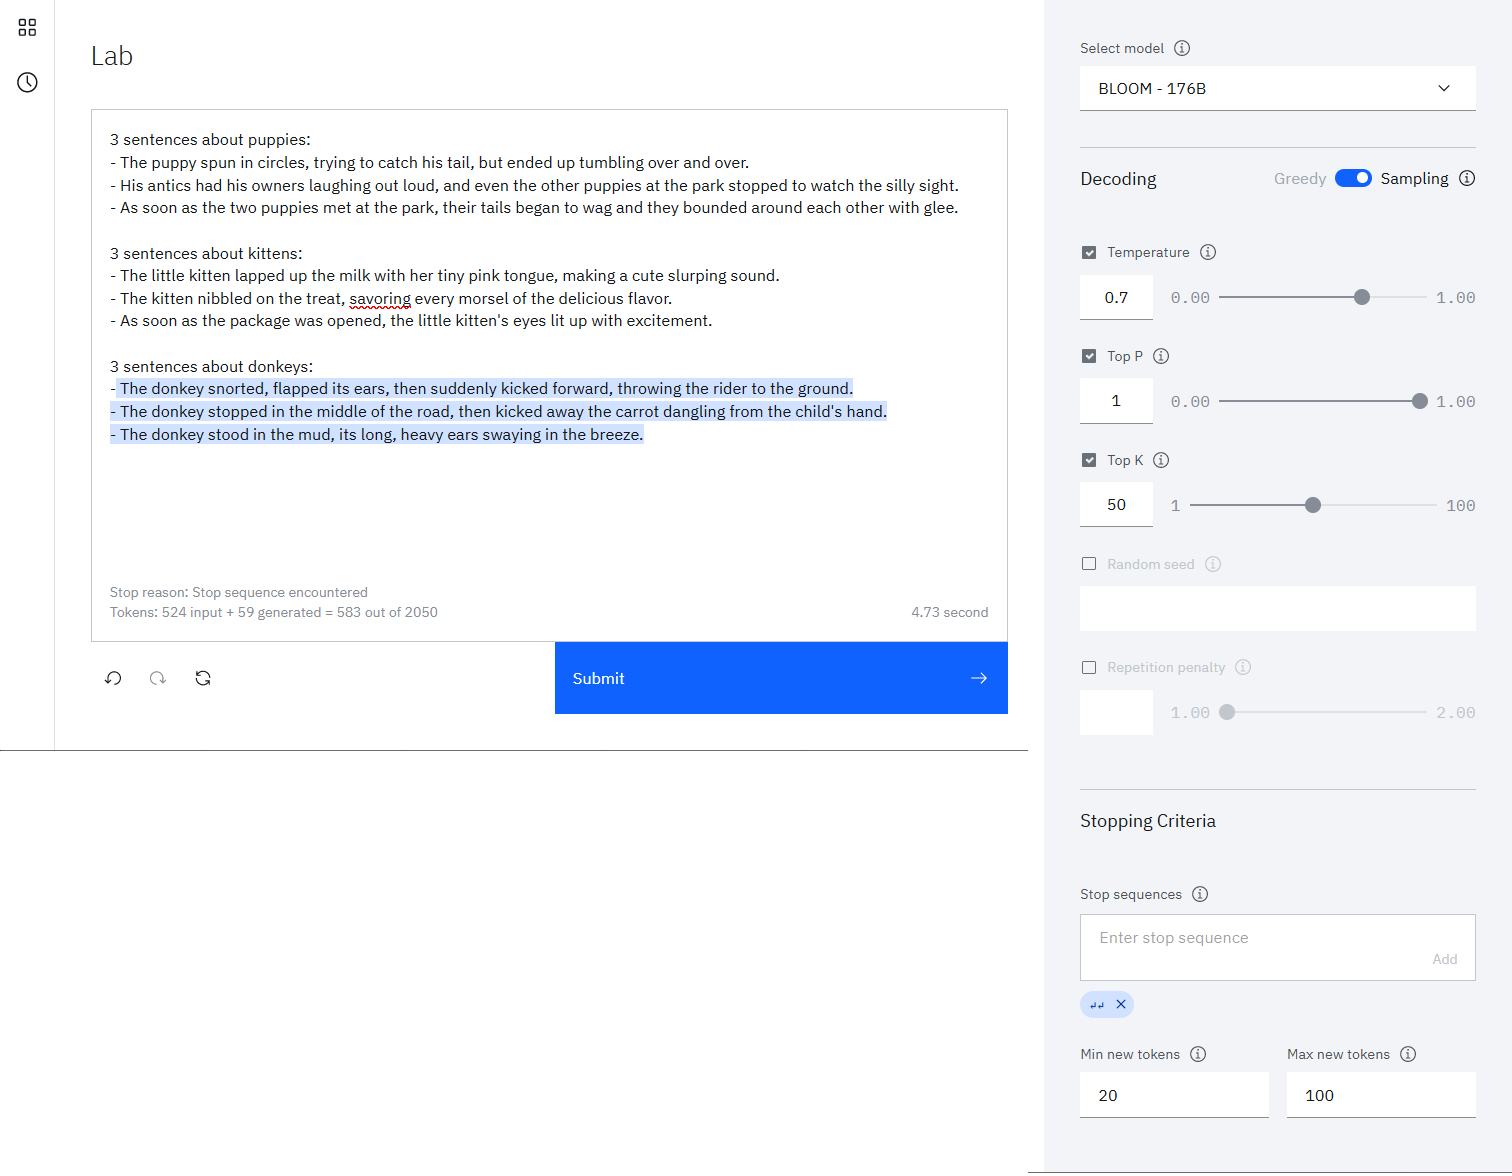 Lab
3 sentences about puppies:
- The puppy spun in circles, trying to catch his tail, but ended up tumbling over and over.
- His antics had his owners laughing out loud, and even the other puppies at the park stopped to watch the silly sight.
- As soon as the two puppies met at the park, their tails began to wag and they bounded around each other with glee.
3 sentences about kittens:
- The little kitten lapped up the milk with her tiny pink tongue, making a cute slurping sound.
- The kitten nibbled on the treat, savoring every morsel of the delicious flavor.
- As soon as the package was opened, the little kitten's eyes lit up with excitement.
3 sentences about donkeys:
- The donkey snorted, flapped its ears, then suddenly kicked forward, throwing the rider to the ground.
- The donkey stopped in the middle of the road, then kicked away the carrot dangling from the child's hand.
- The donkey stood in the mud, its long, heavy ears swaying in the breeze.
Stop reason: Stop sequence encountered
Tokens: 524 input + 59 generated = 583 out of 2050
4.73 second
Submit
Select model
BLOOM - 176B
Decoding
Greedy Sampling
Temperature
0.7 0.00 1.00
Top P
1 0.00 1.00
Top K
50 1 100
Random seed
Repetition penalty
1.00 2.00
Stopping Criteria
Stop sequences
Enter stop sequence
Add
↵↵
Min new tokens Max new tokens
20 100